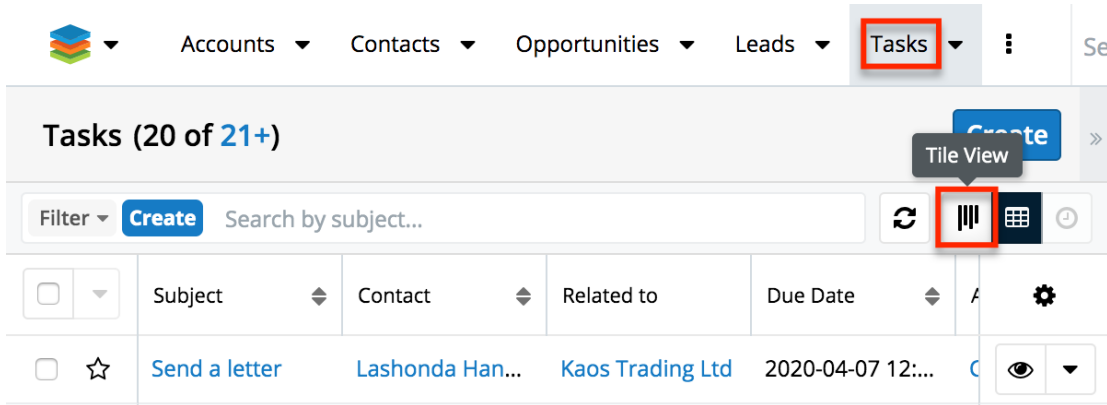 Accounts Contacts Opportunities Leads Tasks Se
Tasks (20 of 21+)
Create
Tile View
Filter Create Search by subject...
Subject Contact Related to Due Date
Send a letter Lashonda Han... Kaos Trading Ltd 2020-04-07 12:...